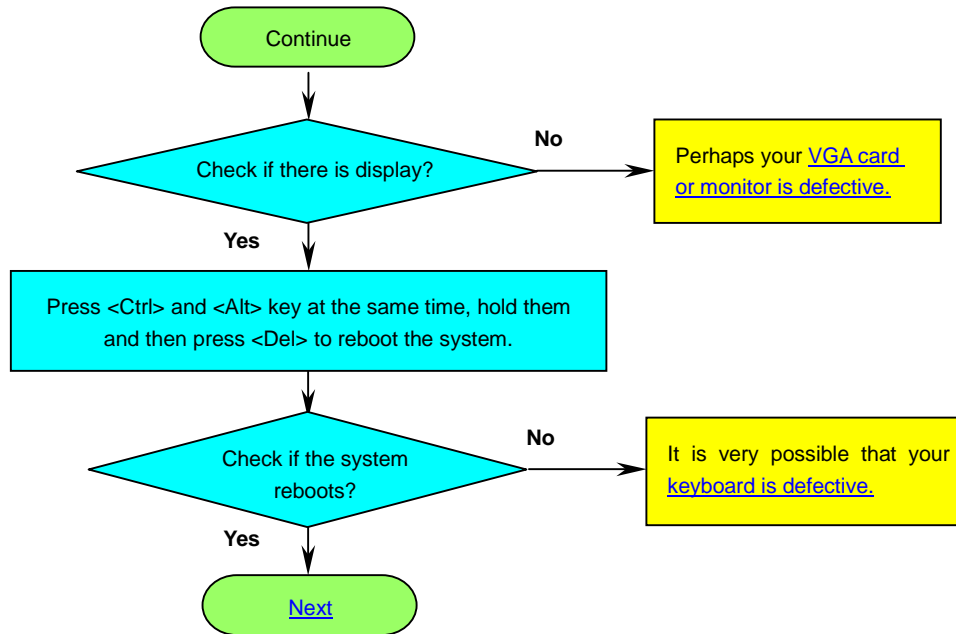 Continue
Check if there is display?
No
Perhaps your VGA card
or monitor is defective.
Yes
Press <Ctrl> and <Alt> key at the same time, hold them
and then press <Del> to reboot the system.
Check if the system
reboots?
No
It is very possible that your
keyboard is defective.
Yes
Next